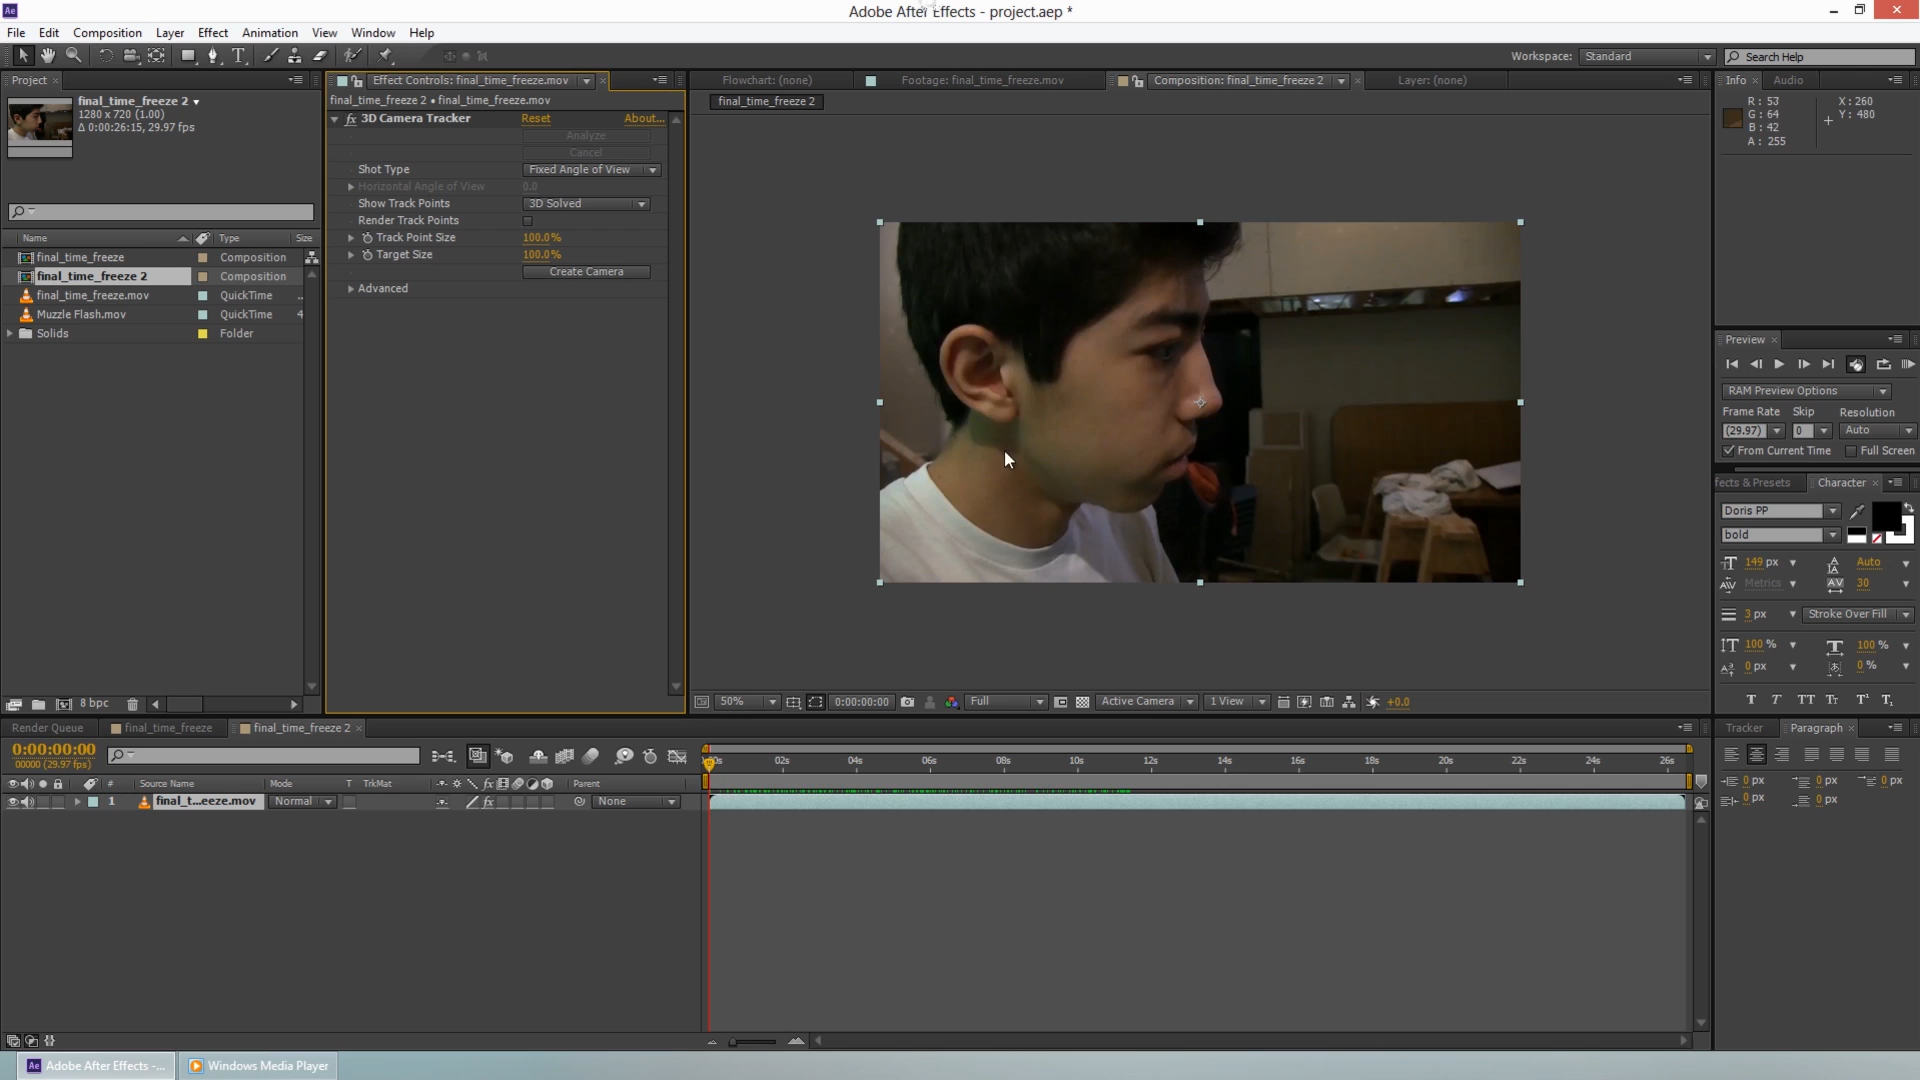 Adobe After Effects - project.aep *
File Edit Composition Layer Effect Animation View Window Help
Workspace: Standard
Search Help
Project
final_time_freeze 2
1280 x 720 (1.00)
Δ 0:00:26:15, 29.97 fps
Name Type Size
final_time_freeze Composition
final_time_freeze 2 Composition
final_time_freeze.mov QuickTime ..
Muzzle Flash.mov QuickTime 4
Solids Folder
8 bpc
Effect Controls: final_time_freeze.mov
final_time_freeze 2 • final_time_freeze.mov
fx 3D Camera Tracker Reset About...
Analyze
Cancel
Shot Type Fixed Angle of View
Horizontal Angle of View 0.0
Show Track Points 3D Solved
Render Track Points
Track Point Size 100.0%
Target Size 100.0%
Create Camera
Advanced
Flowchart: (none) Footage: final_time_freeze.mov Composition: final_time_freeze 2 Layer: (none)
final_time_freeze 2
50% 0:00:00:00 Full Active Camera 1 View +0.0
Info Audio
R : 53 X : 260
G : 64 Y : 480
B : 42
A : 255
Preview
RAM Preview Options
Frame Rate Skip Resolution
(29.97) 0 Auto
From Current Time Full Screen
fects & Presets Character
Doris PP
bold
149 px Auto
Metrics 30
3 px Stroke Over Fill
100 % 100 %
0 px 0 %
T T TT Tt T¹ T₁
Tracker Paragraph
0 px 0 px 0 px
0 px 0 px
Render Queue final_time_freeze final_time_freeze 2
0:00:00:00
00000 (29.97 fps)
# Source Name Mode T TrkMat fx Parent
1 final_t...eeze.mov Normal fx None
02s 04s 06s 08s 10s 12s 14s 16s 18s 20s 22s 24s 26s
Adobe After Effects -... Windows Media Player